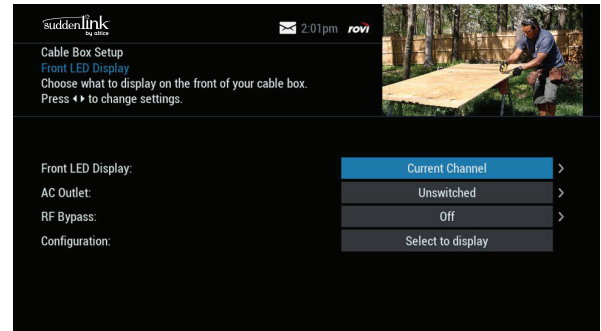 suddenlink
by altice
2:01pm rovi
Cable Box Setup
Front LED Display
Choose what to display on the front of your cable box.
Press ◂ ▸ to change settings.
Front LED Display: Current Channel >
AC Outlet: Unswitched >
RF Bypass: Off >
Configuration: Select to display